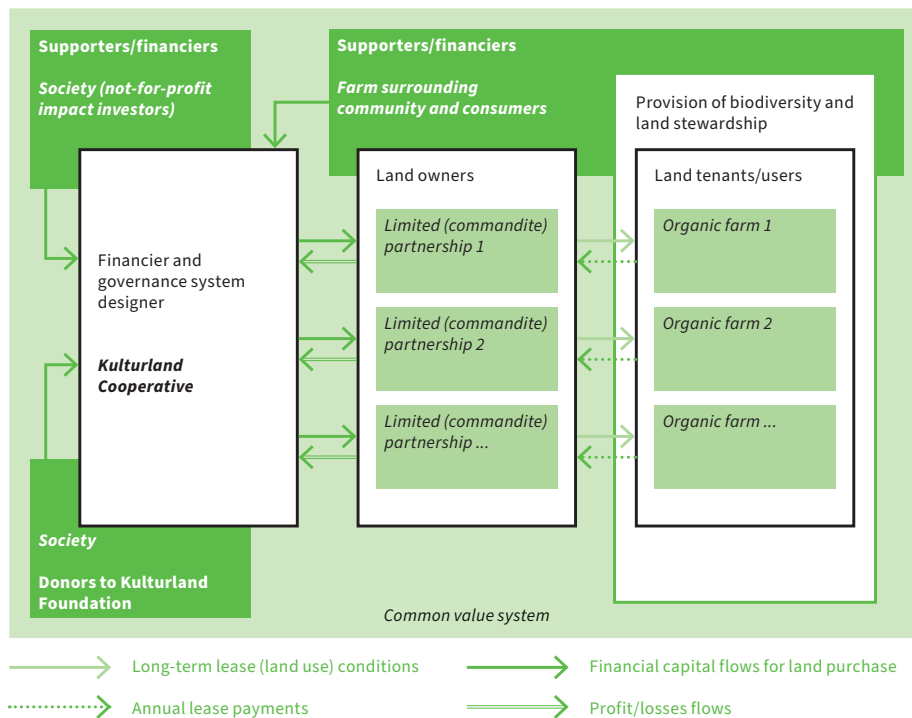 Supporters/financiers
Society (not-for-profit
impact investors)
Supporters/financiers
Farm surrounding
community and consumers
Provision of biodiversity and
land stewardship
Financier and
governance system
designer
Kulturland
Cooperative
Land owners
Limited (commandite)
partnership 1
Limited (commandite)
partnership 2
Limited (commandite)
partnership ...
Land tenants/users
Organic farm 1
Organic farm 2
Organic farm ...
Society
Donors to Kulturland
Foundation
Common value system
Long-term lease (land use) conditions
Financial capital flows for land purchase
Annual lease payments
Profit/losses flows